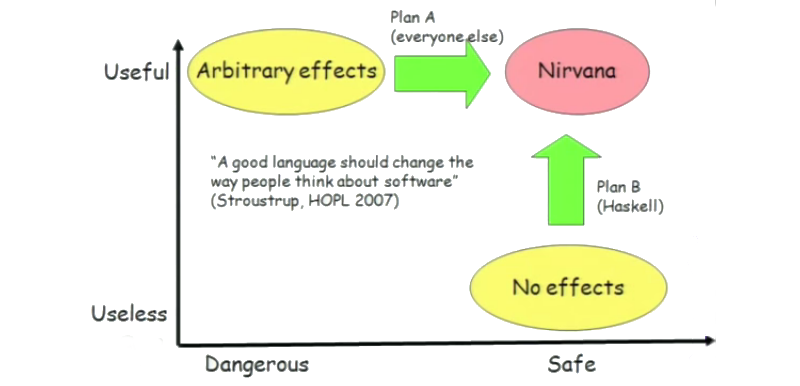 Plan A
(everyone else)
Useful
Arbitrary effects
Nirvana
“A good language should change the
way people think about software”
(Stroustrup, HOPL 2007)
Plan B
(Haskell)
No effects
Useless
Dangerous
Safe